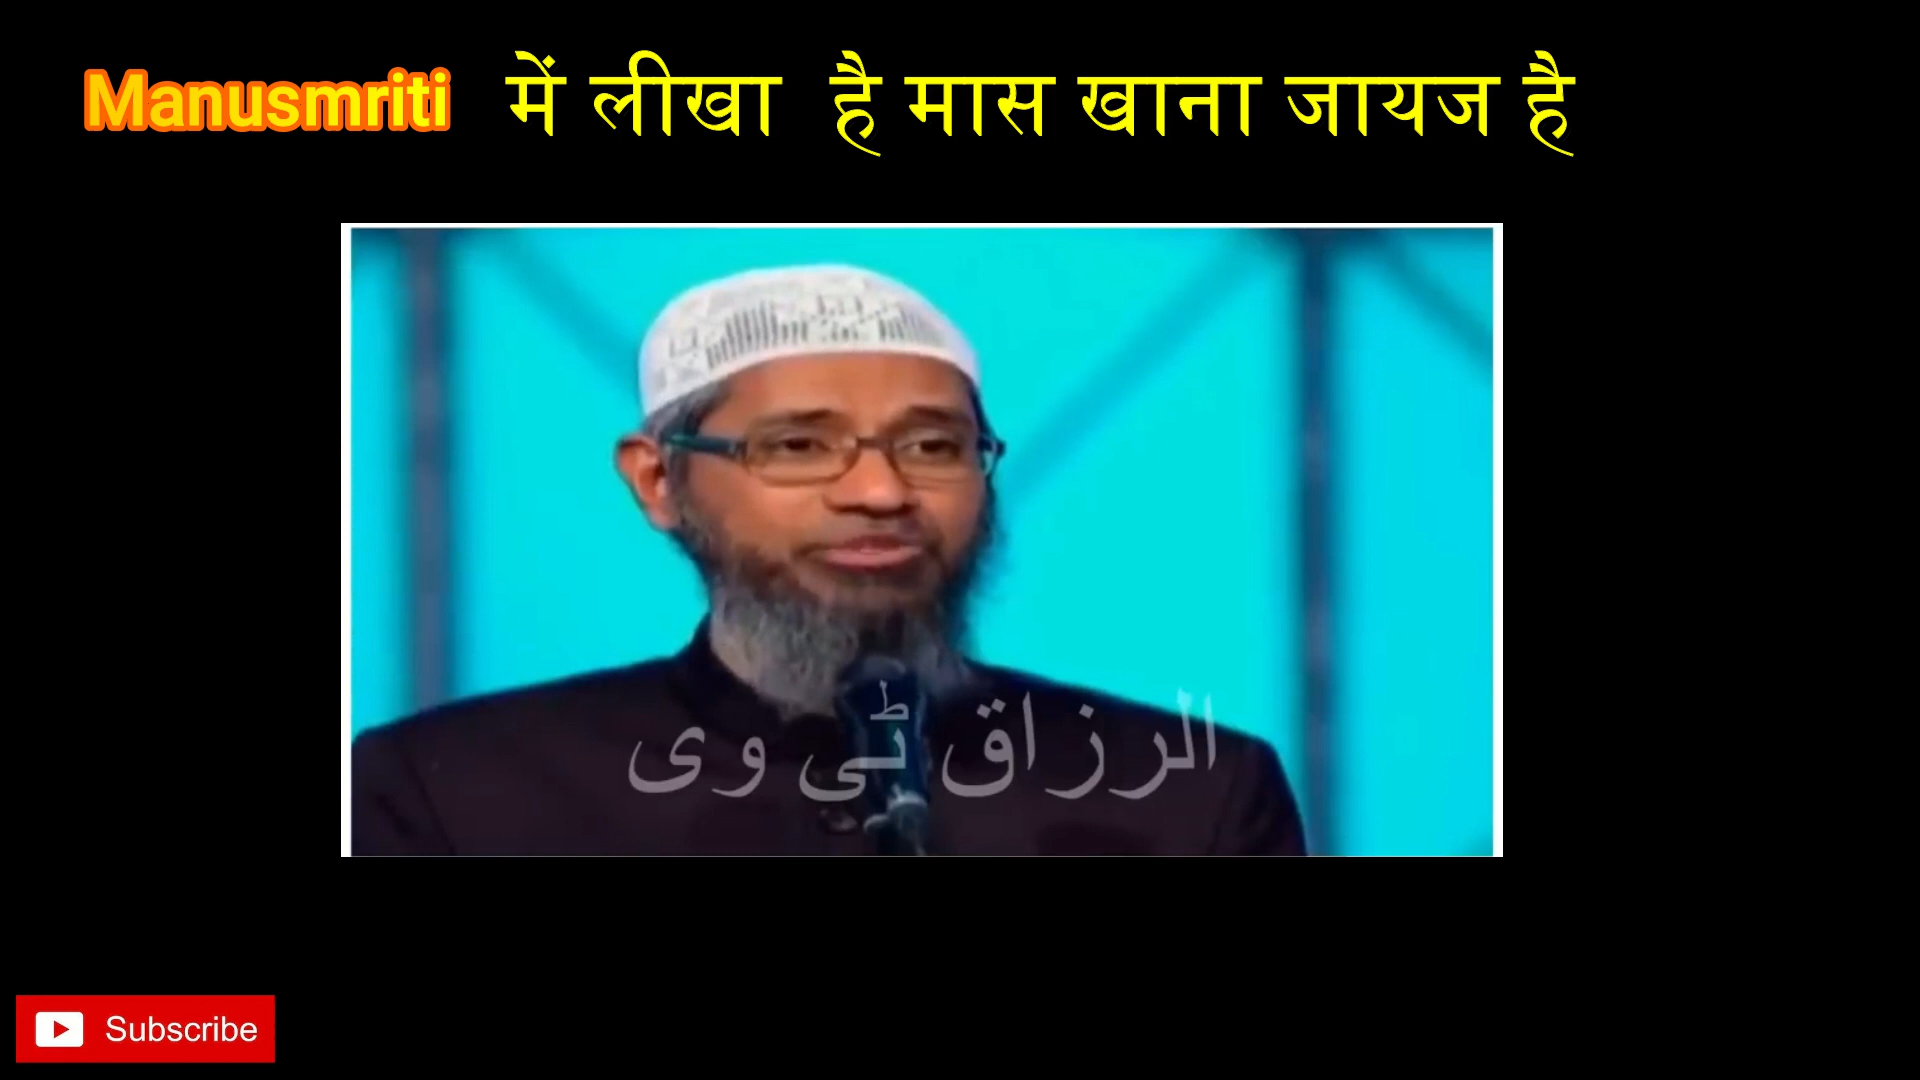 Manusmriti में लीखा है मास खाना जायज है
الرزاق ٹی وی
Subscribe